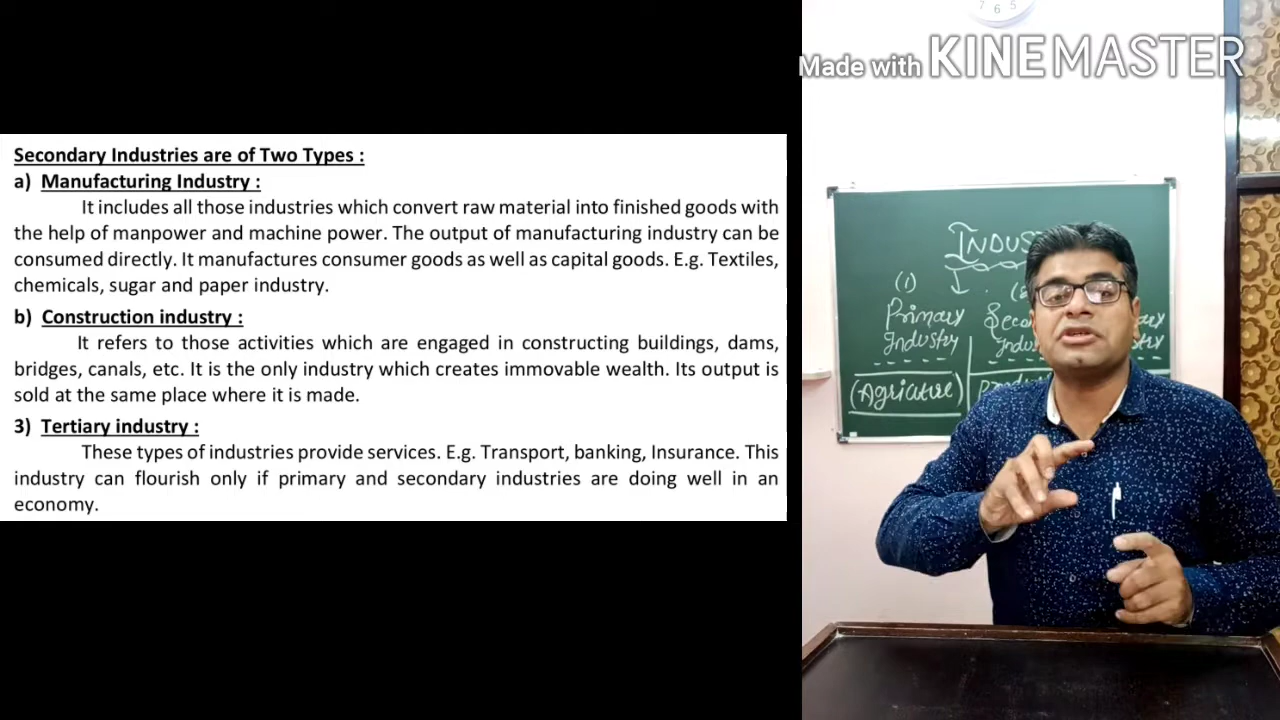 Secondary Industries are of Two Types :
a) Manufacturing Industry :
It includes all those industries which convert raw material into finished goods with
the help of manpower and machine power. The output of manufacturing industry can be
consumed directly. It manufactures consumer goods as well as capital goods. E.g. Textiles,
chemicals, sugar and paper industry.
b) Construction industry :
It refers to those activities which are engaged in constructing buildings, dams,
bridges, canals, etc. It is the only industry which creates immovable wealth. Its output is
sold at the same place where it is made.
3) Tertiary industry :
These types of industries provide services. E.g. Transport, banking, Insurance. This
industry can flourish only if primary and secondary industries are doing well in an
economy.
7 6 5
Made with KINEMASTER
(1)
Primary
Industry
(Agriculture)